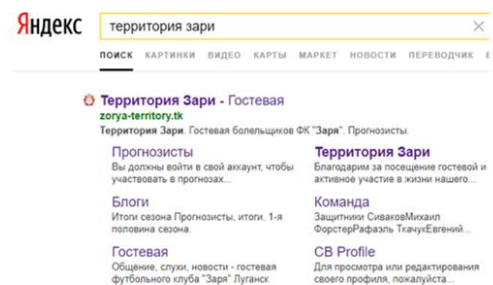 Яндекс
территория зари
ПОИСК КАРТИНКИ ВИДЕО КАРТЫ МАРКЕТ НОВОСТИ ПЕРЕВОДЧИК
Территория Зари - Гостевая
zorya-territory.tk
Территория Зари. Гостевая болельщиков ФК "Заря". Прогнозисты.
Прогнозисты
Вы должны войти в свой аккаунт, чтобы
участвовать в прогнозах...
Территория Зари
Благодарим за посещение гостевой и
активное участие в жизни нашего...
Блоги
Итоги сезона Прогнозисты, итоги. 1-я
половина сезона.
Команда
Защитники СиваковМихаил
ФорстерРафаэль ТкачукЕвгений...
Гостевая
Общение, слухи, новости - гостевая
футбольного клуба "Заря" Луганск
CB Profile
Для просмотра или редактирования
своего профиля, пожалуйста...